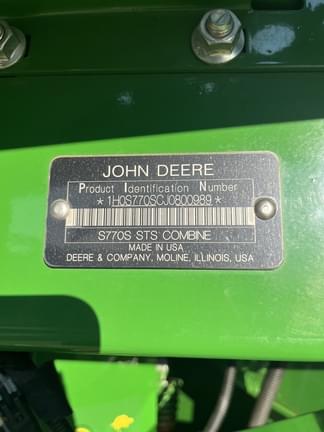 JOHN DEERE
Product Identification Number
*1H0S770SCJ0800989*
S770S STS COMBINE
MADE IN USA
DEERE & COMPANY, MOLINE, ILLINOIS, USA